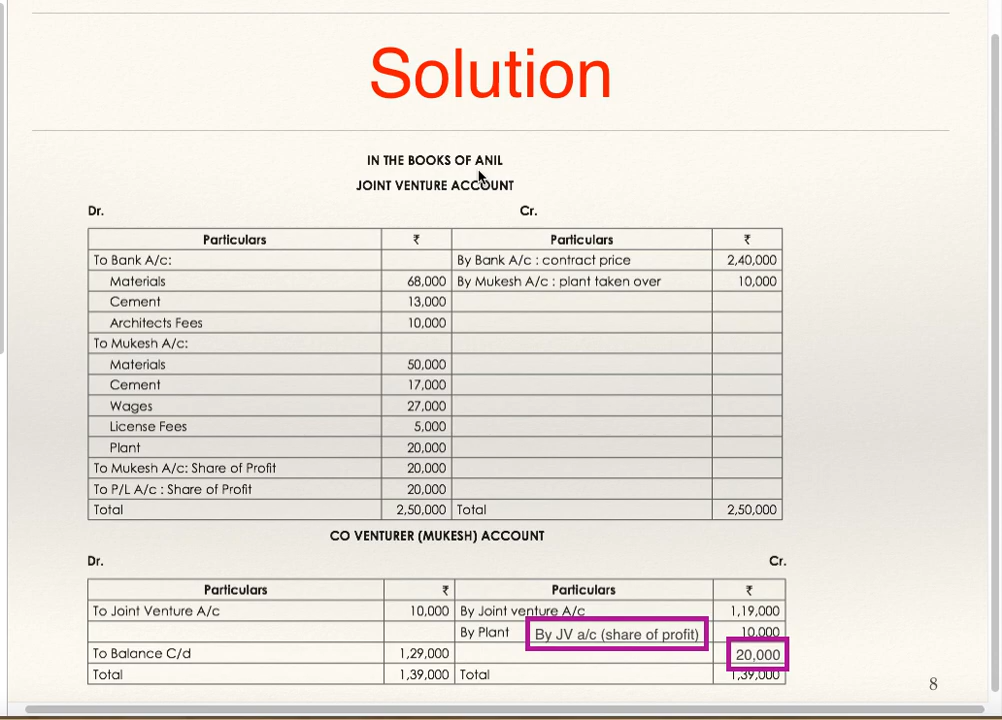 Solution
IN THE BOOKS OF ANIL
JOINT VENTURE ACCOUNT
Dr. Cr.
Particulars ₹ Particulars ₹
To Bank A/c: By Bank A/c : contract price 2,40,000
Materials 68,000 By Mukesh A/c : plant taken over 10,000
Cement 13,000
Architects Fees 10,000
To Mukesh A/c:
Materials 50,000
Cement 17,000
Wages 27,000
License Fees 5,000
Plant 20,000
To Mukesh A/c: Share of Profit 20,000
To P/L A/c : Share of Profit 20,000
Total 2,50,000 Total 2,50,000
CO VENTURER (MUKESH) ACCOUNT
Dr. Cr.
Particulars ₹ Particulars ₹
To Joint Venture A/c 10,000 By Joint venture A/c 1,19,000
By Plant By JV a/c (share of profit) 10,000
To Balance C/d 1,29,000 20,000
Total 1,39,000 Total 1,39,000
8